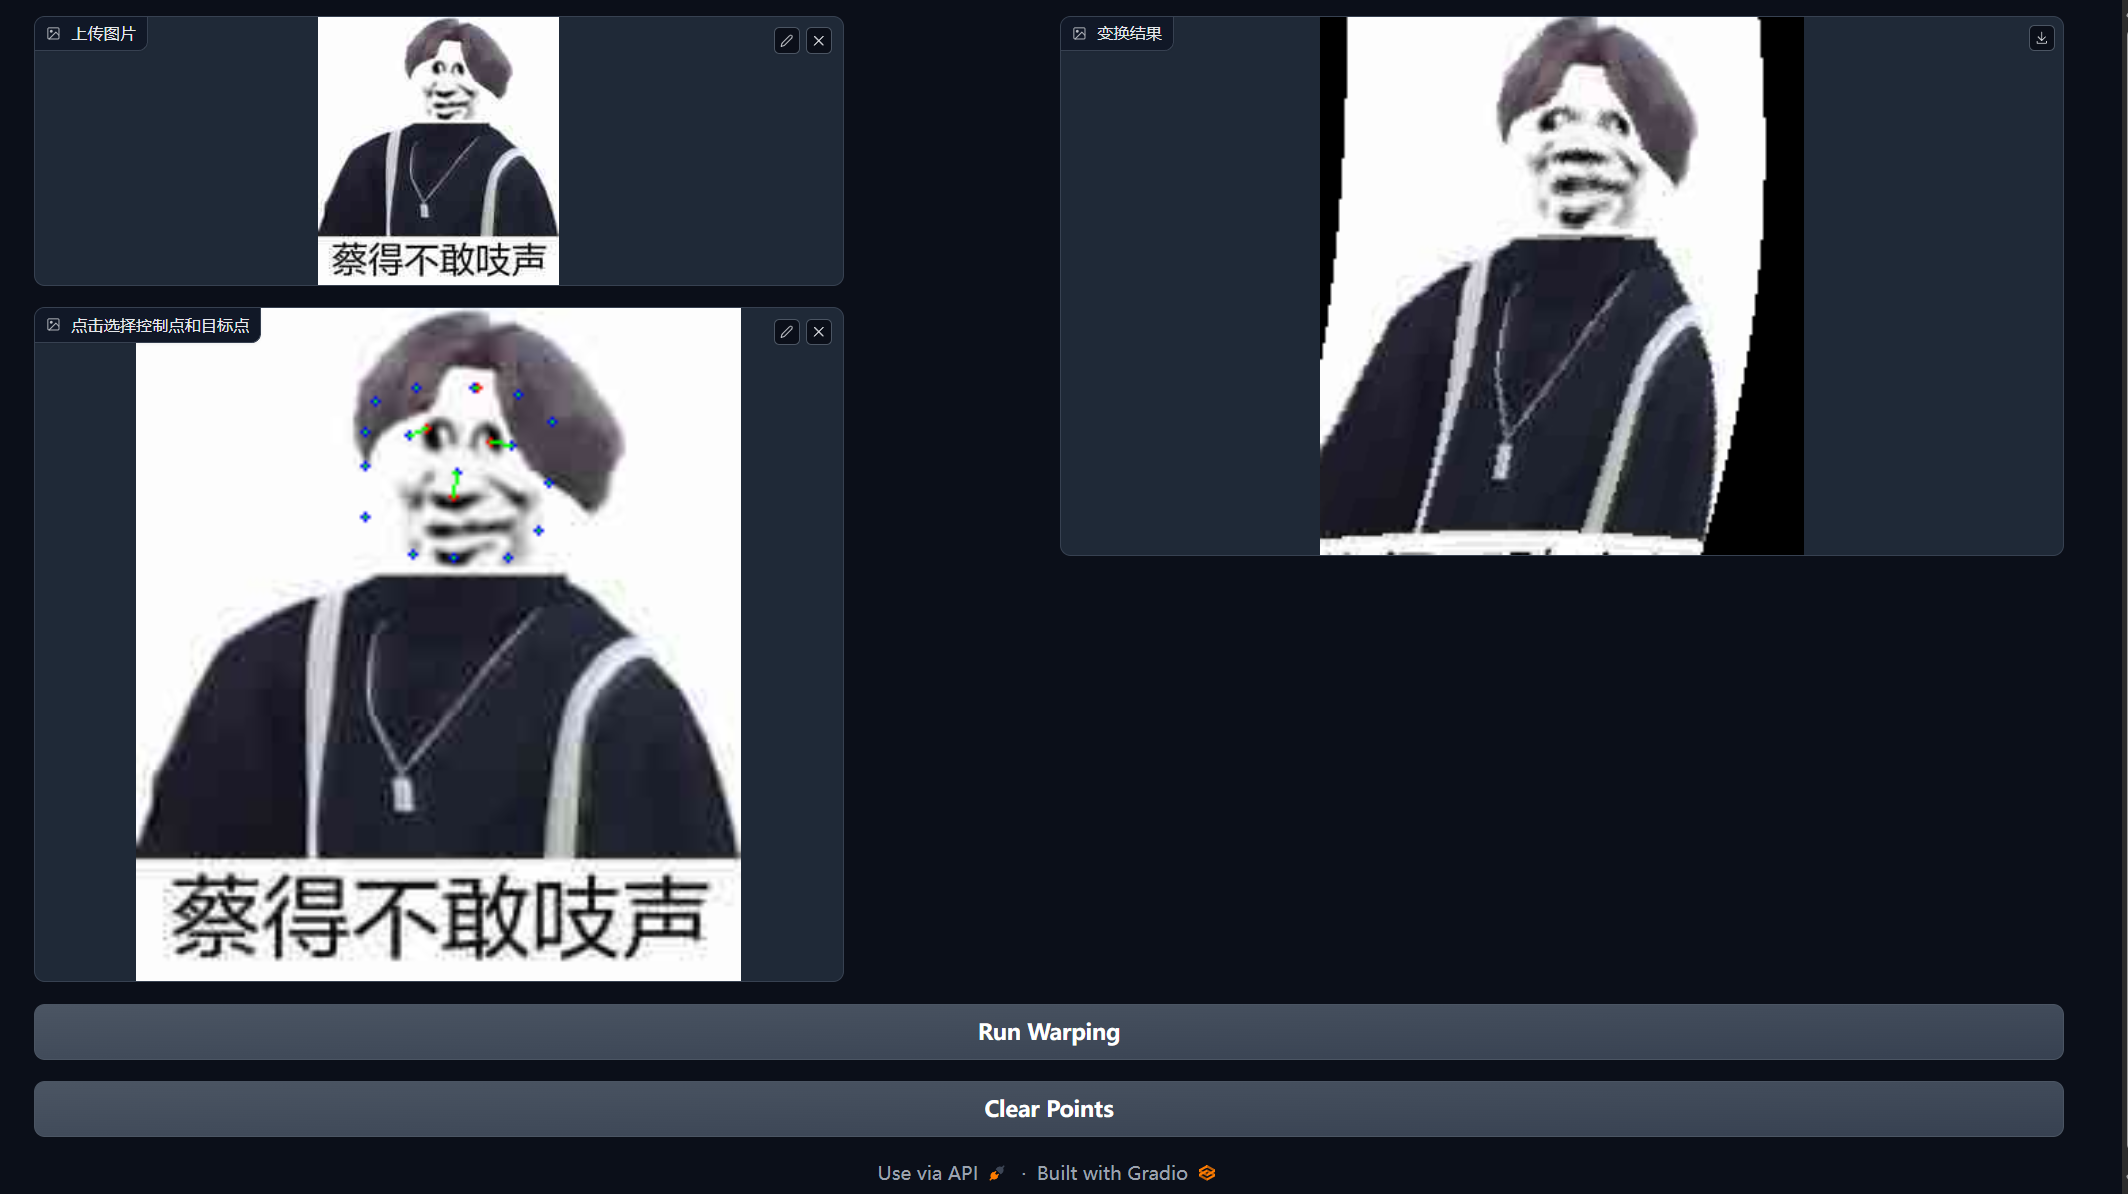 上传图片
蔡得不敢吱声
点击选择控制点和目标点
蔡得不敢吱声
变换结果
Run Warping
Clear Points
Use via API · Built with Gradio